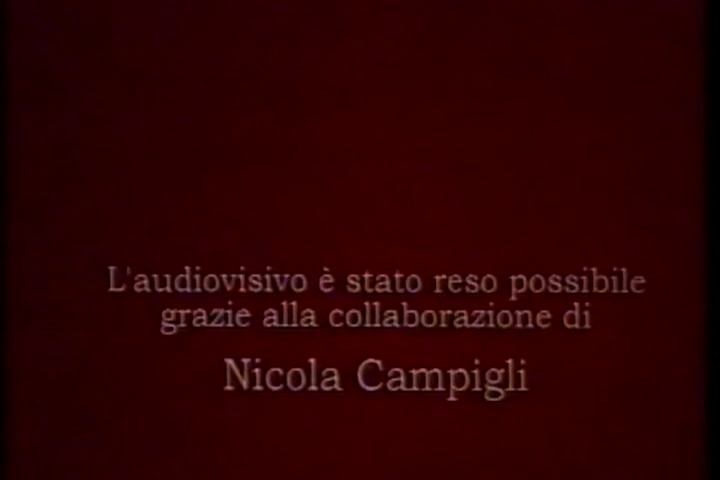 L'audiovisivo è stato reso possibile
grazie alla collaborazione di
Nicola Campigli